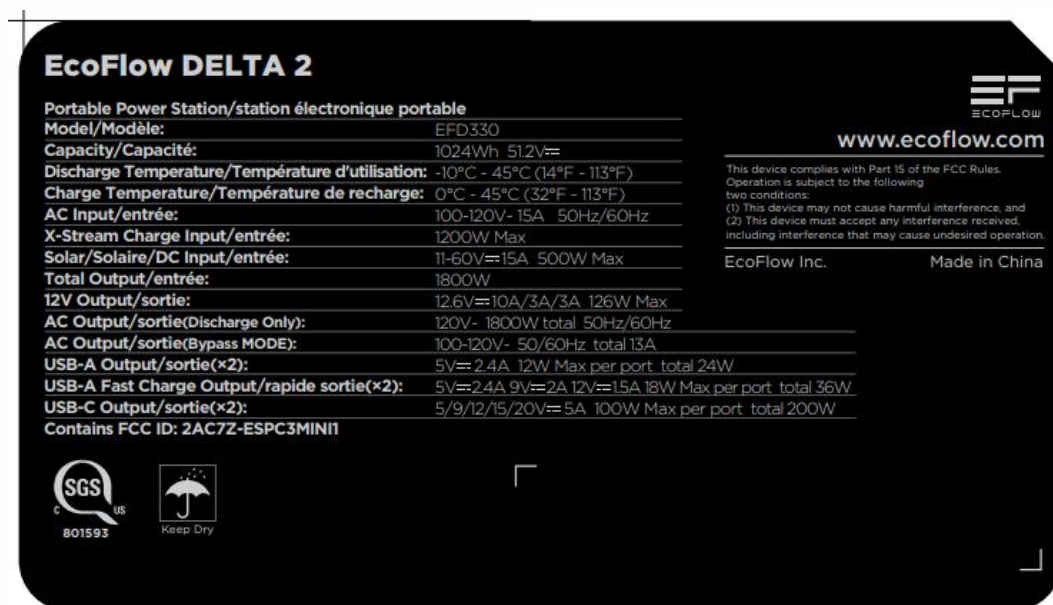 EcoFlow DELTA 2
Portable Power Station/station électronique portable
Model/Modèle: EFD330
Capacity/Capacité: 1024Wh 51.2V⎓
Discharge Temperature/Température d'utilisation: -10°C - 45°C (14°F - 113°F)
Charge Temperature/Température de recharge: 0°C - 45°C (32°F - 113°F)
AC Input/entrée: 100-120V~ 15A 50Hz/60Hz
X-Stream Charge Input/entrée: 1200W Max
Solar/Solaire/DC Input/entrée: 11-60V⎓15A 500W Max
Total Output/entrée: 1800W
12V Output/sortie: 12.6V⎓10A/3A/3A 126W Max
AC Output/sortie(Discharge Only): 120V~ 1800W total 50Hz/60Hz
AC Output/sortie(Bypass MODE): 100-120V~ 50/60Hz total 13A
USB-A Output/sortie(×2): 5V⎓2.4A 12W Max per port total 24W
USB-A Fast Charge Output/rapide sortie(×2): 5V⎓2.4A 9V⎓2A 12V⎓1.5A 18W Max per port total 36W
USB-C Output/sortie(×2): 5/9/12/15/20V⎓5A 100W Max per port total 200W
Contains FCC ID: 2AC7Z-ESPC3MINI1
SGS
C US
801593
Keep Dry
EF
ECOFLOW
www.ecoflow.com
This device complies with Part 15 of the FCC Rules.
Operation is subject to the following
two conditions:
(1) This device may not cause harmful interference, and
(2) This device must accept any interference received,
including interference that may cause undesired operation.
EcoFlow Inc. Made in China